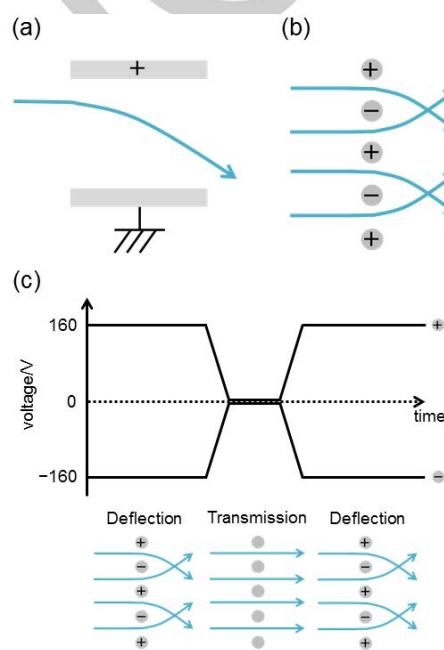 (a)
(b)
+
+
−
+
−
+
(c)
160
+
voltage/V
0
time
−160
−
Deflection Transmission Deflection
+ +
− −
+ +
− −
+ +